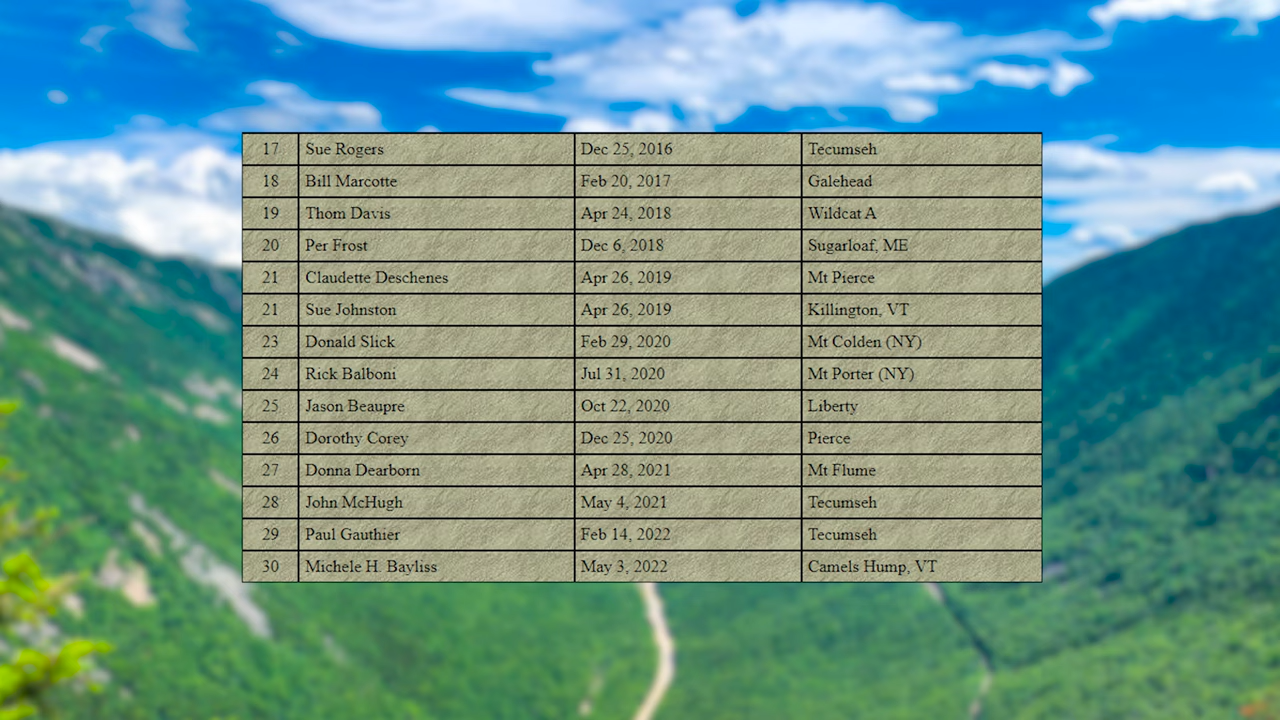 17 Sue Rogers Dec 25, 2016 Tecumseh
18 Bill Marcotte Feb 20, 2017 Galehead
19 Thom Davis Apr 24, 2018 Wildcat A
20 Per Frost Dec 6, 2018 Sugarloaf, ME
21 Claudette Deschenes Apr 26, 2019 Mt Pierce
21 Sue Johnston Apr 26, 2019 Killington, VT
23 Donald Slick Feb 29, 2020 Mt Colden (NY)
24 Rick Balboni Jul 31, 2020 Mt Porter (NY)
25 Jason Beaupre Oct 22, 2020 Liberty
26 Dorothy Corey Dec 25, 2020 Pierce
27 Donna Dearborn Apr 28, 2021 Mt Flume
28 John McHugh May 4, 2021 Tecumseh
29 Paul Gauthier Feb 14, 2022 Tecumseh
30 Michele H. Bayliss May 3, 2022 Camels Hump, VT